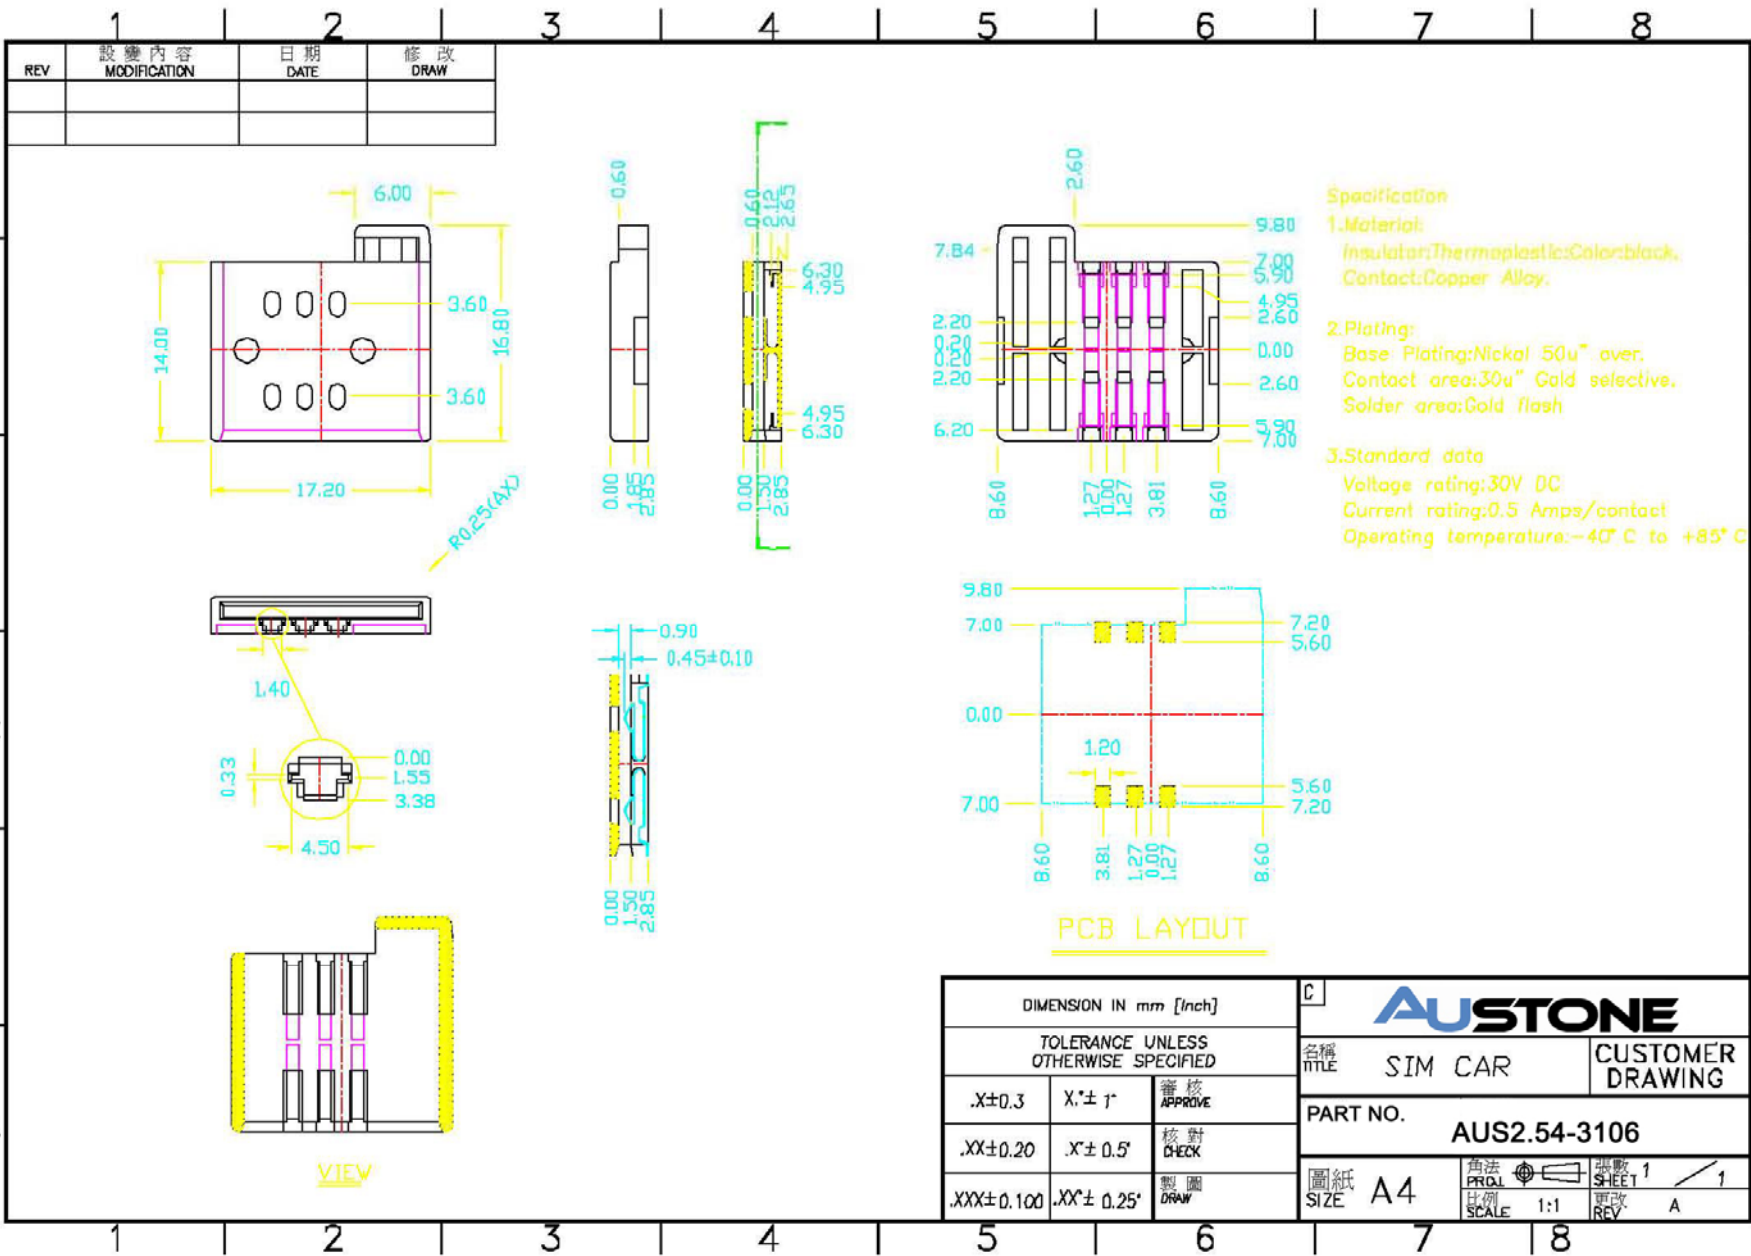 1 2 3 4 5 6 7 8
REV 設變內容 日期 修改
MODIFICATION DATE DRAW
6.00
14.00
3.60
16.80
3.60
17.20
R0.25(4X)
0.60
0.00
1.85
2.85
0.60
2.12
2.65
6.30
4.95
4.95
6.30
0.00
1.50
2.85
2.60
7.84
9.80
7.00
5.90
4.95
2.60
2.20
0.20
0.20
2.20
0.00
2.60
6.20
5.90
7.00
8.60
1.27
0.00
1.27
3.81
8.60
Specification
1.Material:
Insulator:Thermoplastic:Color:black.
Contact:Copper Alloy.
2.Plating:
Base Plating:Nickal 50u" over.
Contact area:30u" Gald selective.
Solder area:Gold flash
3.Standard data
Voltage rating:30V DC
Current rating:0.5 Amps/contact
Operating temperature:-40°C to +85°C
1.40
0.33
0.00
1.55
3.38
4.50
0.90
0.45±0.10
0.00
1.50
2.85
9.80
7.00
7.20
5.60
0.00
1.20
5.60
7.00
7.20
8.60
3.81
1.27
0.00
1.27
8.60
PCB LAYOUT
VIEW
DIMENSION IN mm [Inch]
TOLERANCE UNLESS
OTHERWISE SPECIFIED
.X±0.3 X.°± 1° 審核
APPROVE
.XX±0.20 .X°± 0.5° 核對
CHECK
.XXX±0.100 .XX°± 0.25° 製圖
DRAW
C
AUSTONE
名稱
TITLE
SIM CAR
CUSTOMER
DRAWING
PART NO.
AUS2.54-3106
圖紙
SIZE
A4
角法
PROJ.
張數
SHEET
1 / 1
比例
SCALE
1:1
更改
REV
A
1 2 3 4 5 6 7 8